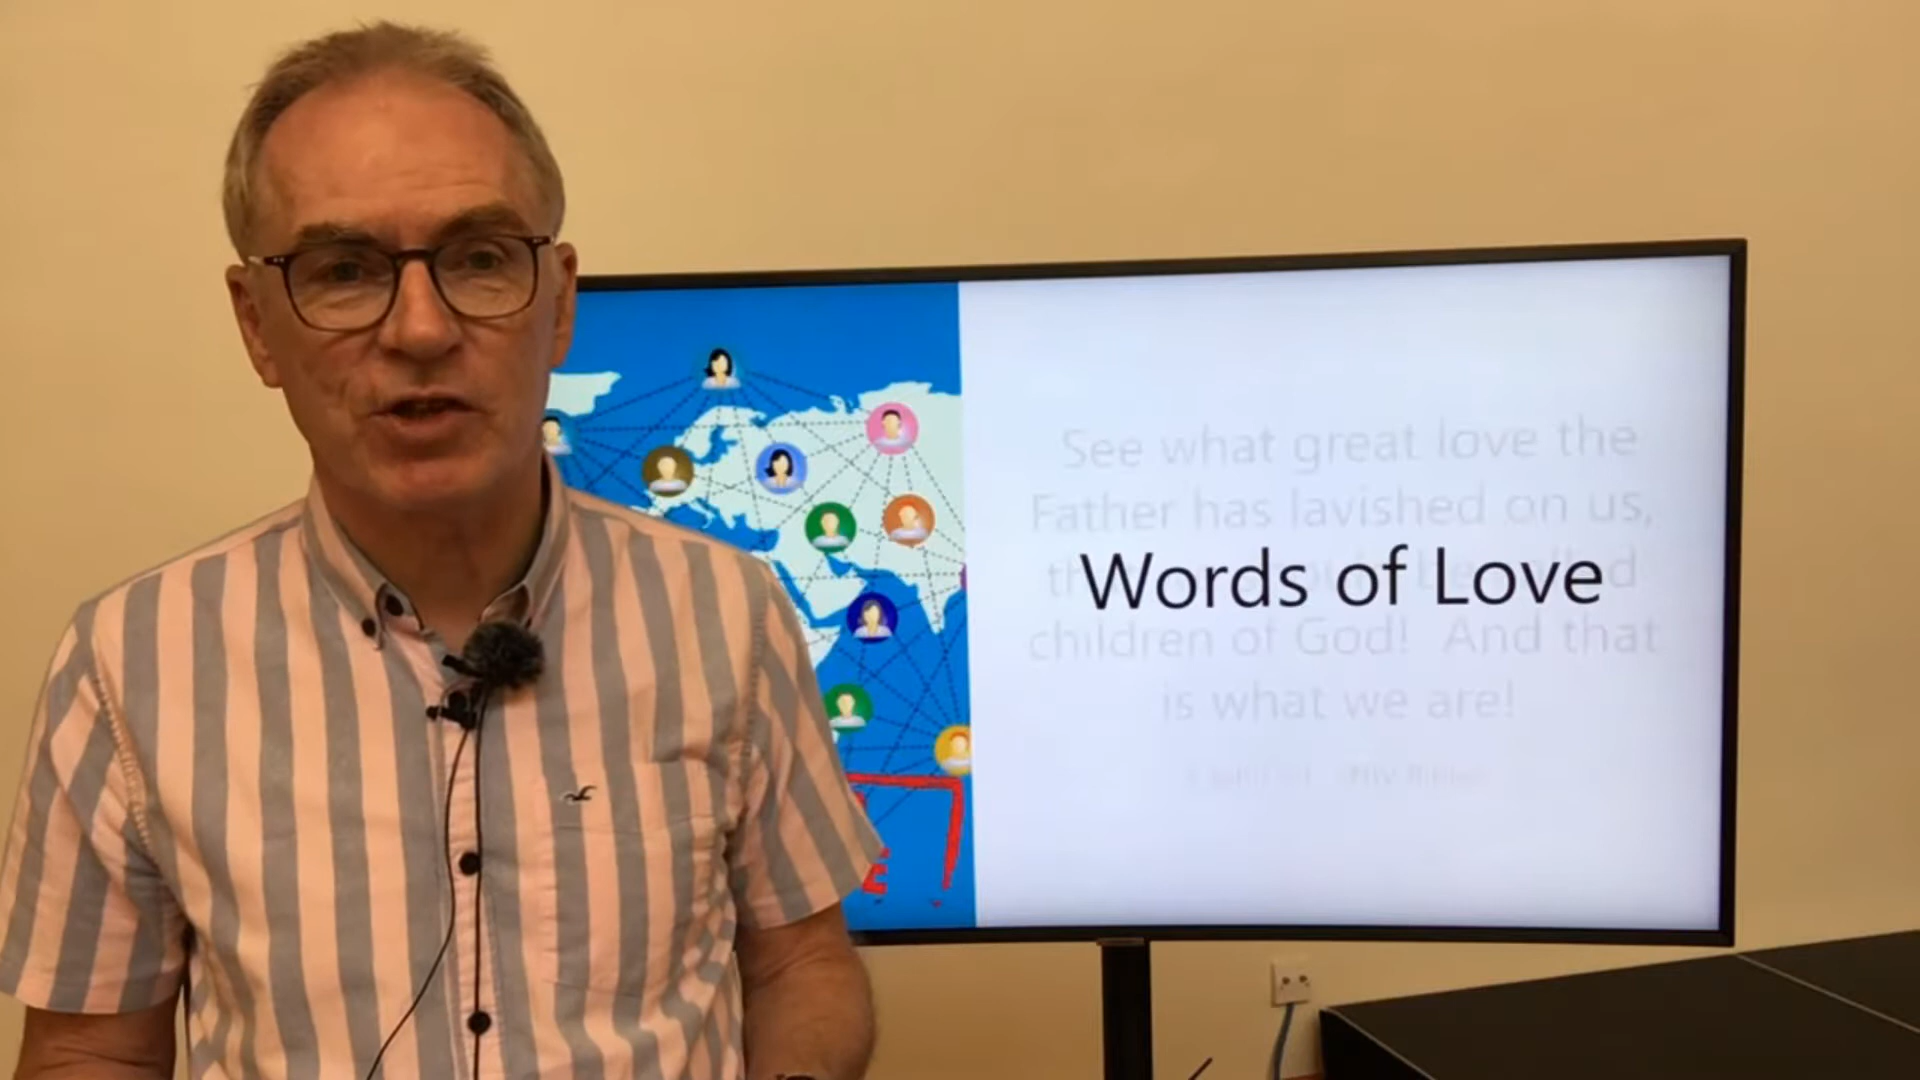 See what great love the
Father has lavished on us,
Words of Love
children of God! And that
is what we are!